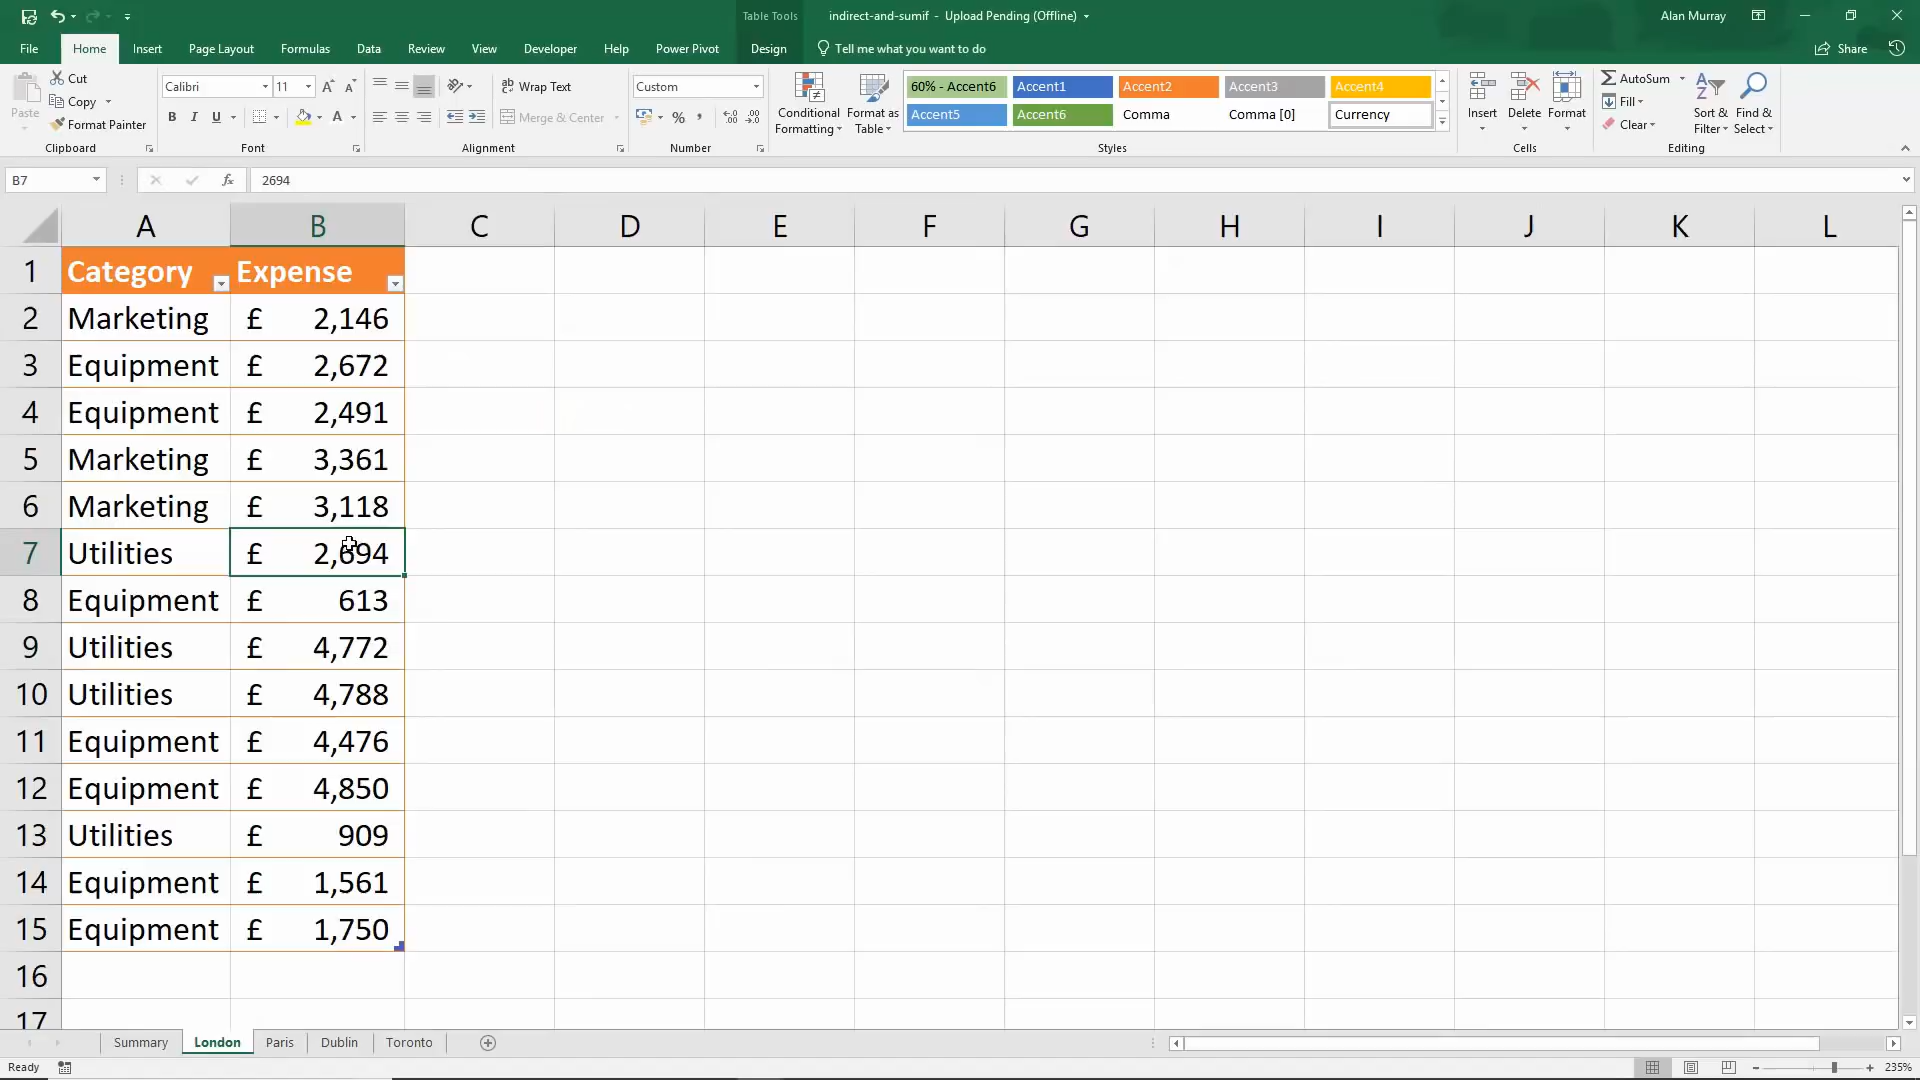 Table Tools
indirect-and-sumif - Upload Pending (Offline)
Alan Murray
File Home Insert Page Layout Formulas Data Review View Developer Help Power Pivot Design Tell me what you want to do Share
Paste
Cut
Copy
Format Painter
Calibri 11
B I U
Wrap Text
Merge & Center
Custom
%
Conditional Formatting
Format as Table
60% - Accent6 Accent1 Accent2 Accent3 Accent4
Accent5 Accent6 Comma Comma [0] Currency
Insert Delete Format
AutoSum
Fill
Clear
Sort & Filter
Find & Select
Clipboard Font Alignment Number Styles Cells Editing
B7 fx 2694
A B C D E F G H I J K L
1 Category Expense
2 Marketing £ 2,146
3 Equipment £ 2,672
4 Equipment £ 2,491
5 Marketing £ 3,361
6 Marketing £ 3,118
7 Utilities £ 2,694
8 Equipment £ 613
9 Utilities £ 4,772
10 Utilities £ 4,788
11 Equipment £ 4,476
12 Equipment £ 4,850
13 Utilities £ 909
14 Equipment £ 1,561
15 Equipment £ 1,750
16
17
Summary London Paris Dublin Toronto
Ready 235%